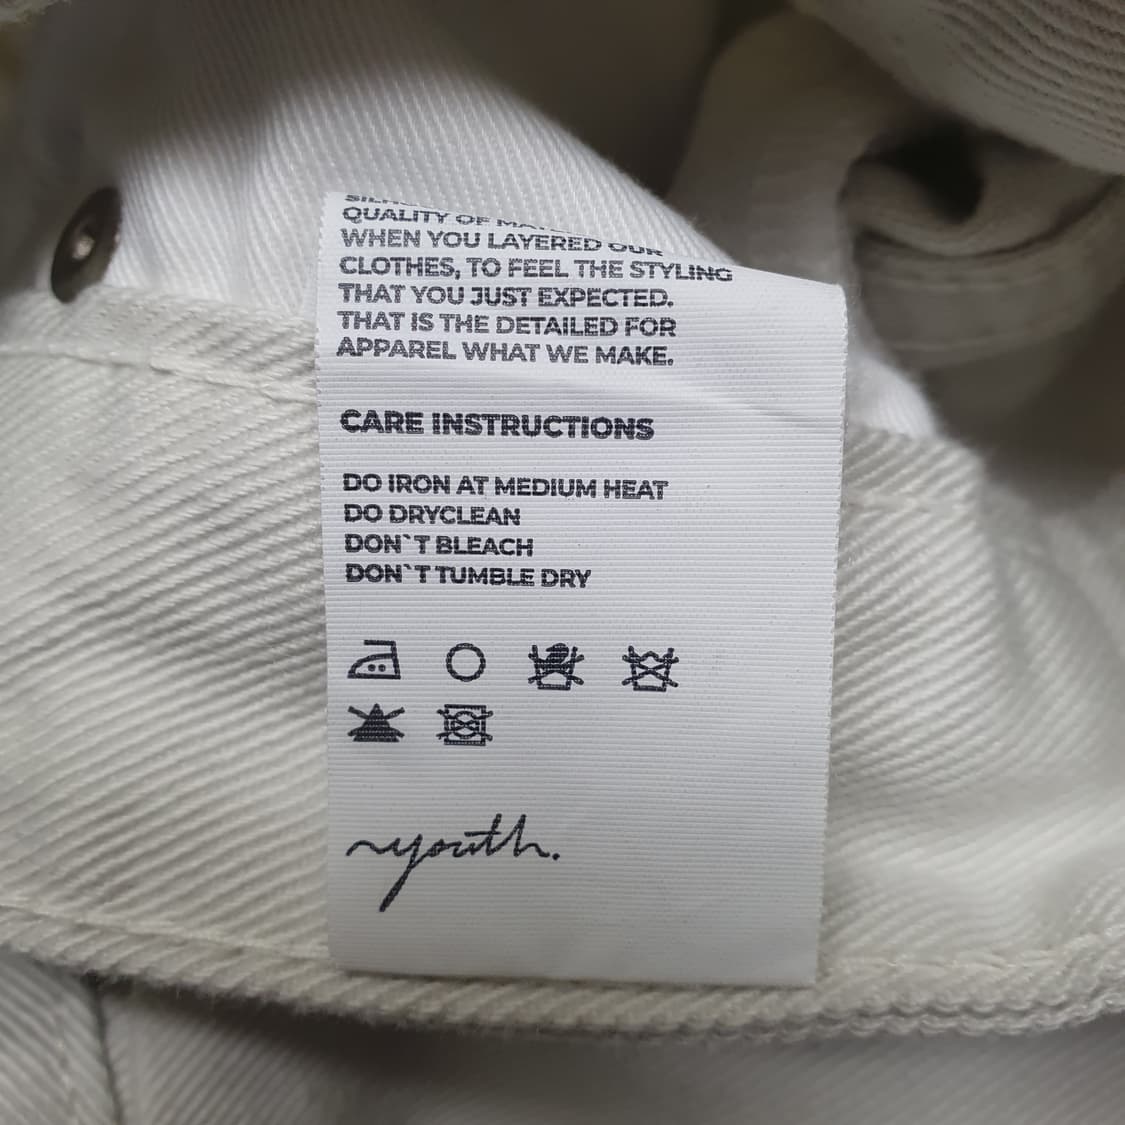 QUALITY OF
WHEN YOU LAYERED OUR
CLOTHES, TO FEEL THE STYLING
THAT YOU JUST EXPECTED.
THAT IS THE DETAILED FOR
APPAREL WHAT WE MAKE.
CARE INSTRUCTIONS
DO IRON AT MEDIUM HEAT
DO DRYCLEAN
DON`T BLEACH
DON`T TUMBLE DRY
youth.